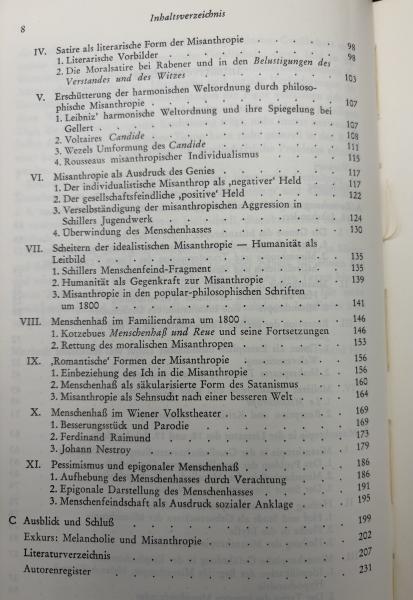 Inhaltsverzeichnis
8
IV. Satire als literarische Form der Misanthropie . . . . . 98
1. Literarische Vorbilder . . . . . 98
2. Die Moralsatire bei Rabener und in den Belustigungen des
Verstandes und des Witzes . . . . . 103
V. Erschütterung der harmonischen Weltordnung durch philoso-
phische Misanthropie . . . . . 107
1. Leibniz' harmonische Weltordnung und ihre Spiegelung bei
Gellert . . . . . 107
2. Voltaires Candide . . . . . 108
3. Wezels Umformung des Candide . . . . . 111
4. Rousseaus misanthropischer Individualismus . . . . . 115
VI. Misanthropie als Ausdruck des Genies . . . . . 117
1. Der individualistische Misanthrop als ‚negativer' Held . . . . . 117
2. Der gesellschaftsfeindliche ‚positive' Held . . . . . 122
3. Verselbständigung der misanthropischen Aggression in
Schillers Jugendwerk . . . . . 124
4. Überwindung des Menschenhasses . . . . . 130
VII. Scheitern der idealistischen Misanthropie — Humanität als
Leitbild . . . . . 135
1. Schillers Menschenfeind-Fragment . . . . . 135
2. Humanität als Gegenkraft zur Misanthropie . . . . . 139
3. Misanthropie in den popular-philosophischen Schriften
um 1800 . . . . . 141
VIII. Menschenhaß im Familiendrama um 1800 . . . . . 146
1. Kotzebues Menschenhaß und Reue und seine Fortsetzungen 146
2. Rettung des moralischen Misanthropen . . . . . 153
IX. ‚Romantische' Formen der Misanthropie . . . . . 156
1. Einbeziehung des Ich in die Misanthropie . . . . . 156
2. Menschenhaß als säkularisierte Form des Satanismus . . . . . 160
3. Misanthropie als Sehnsucht nach einer besseren Welt . . . . . 164
X. Menschenhaß im Wiener Volkstheater . . . . . 169
1. Besserungsstück und Parodie . . . . . 169
2. Ferdinand Raimund . . . . . 173
3. Johann Nestroy . . . . . 179
XI. Pessimismus und epigonaler Menschenhaß . . . . . 186
1. Aufhebung des Menschenhasses durch Verachtung . . . . . 186
2. Epigonale Darstellung des Menschenhasses . . . . . 191
3. Menschenfeindschaft als Ausdruck sozialer Anklage . . . . . 195
C Ausblick und Schluß . . . . . 199
Exkurs: Melancholie und Misanthropie . . . . . 202
Literaturverzeichnis . . . . . 207
Autorenregister . . . . . 231